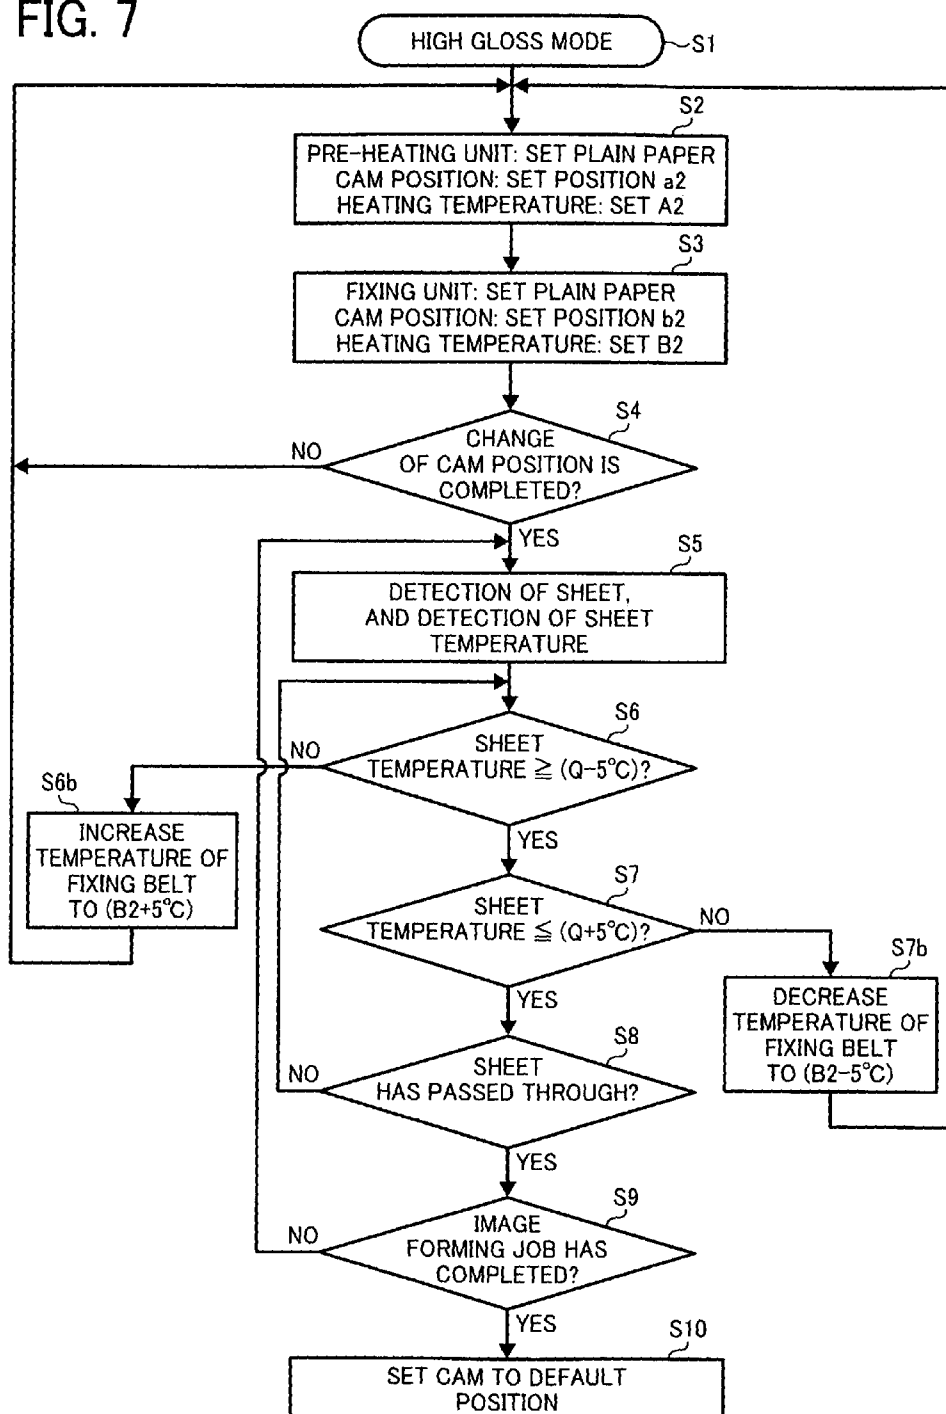 FIG. 7
HIGH GLOSS MODE
S1
S2
PRE-HEATING UNIT: SET PLAIN PAPER
CAM POSITION: SET POSITION a2
HEATING TEMPERATURE: SET A2
S3
FIXING UNIT: SET PLAIN PAPER
CAM POSITION: SET POSITION b2
HEATING TEMPERATURE: SET B2
S4
CHANGE
OF CAM POSITION IS
COMPLETED?
NO
YES
S5
DETECTION OF SHEET,
AND DETECTION OF SHEET
TEMPERATURE
S6
SHEET
TEMPERATURE ≧ (Q-5°C)?
NO
YES
S6b
INCREASE
TEMPERATURE OF
FIXING BELT
TO (B2+5°C)
S7
SHEET
TEMPERATURE ≦ (Q+5°C)?
NO
YES
S7b
DECREASE
TEMPERATURE OF
FIXING BELT
TO (B2-5°C)
S8
SHEET
HAS PASSED THROUGH?
NO
YES
S9
IMAGE
FORMING JOB HAS
COMPLETED?
NO
YES
S10
SET CAM TO DEFAULT
POSITION